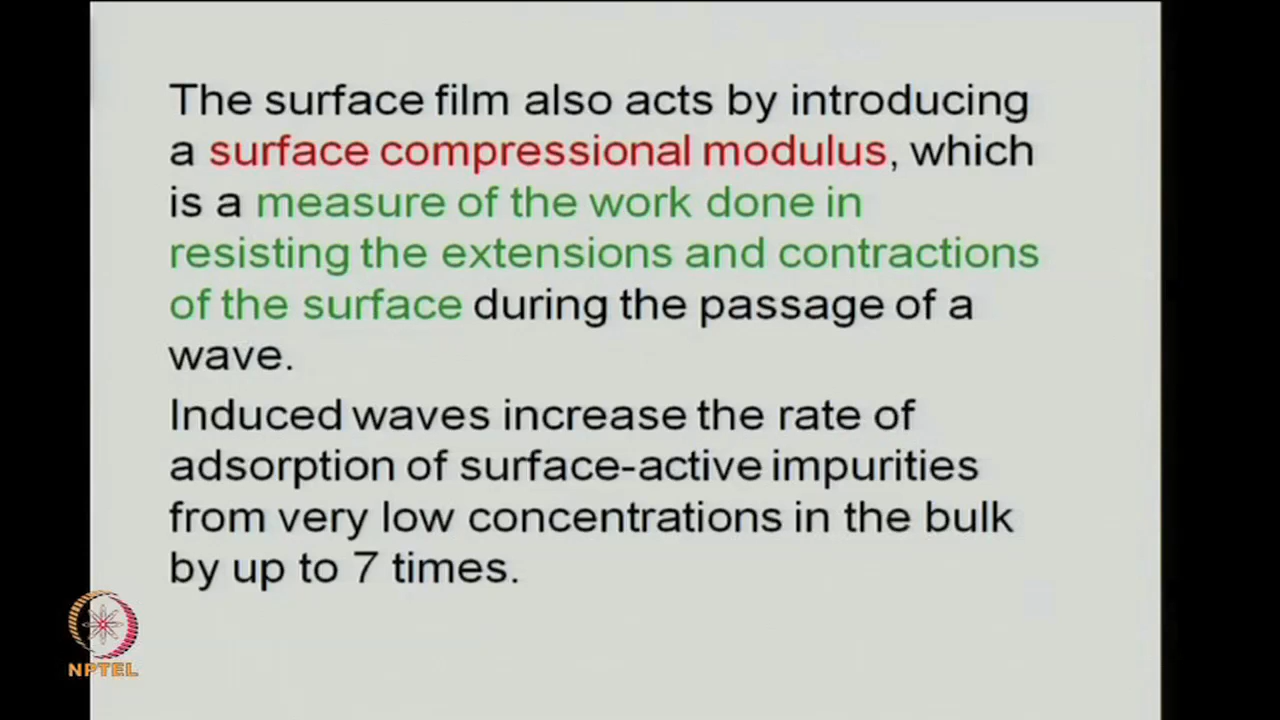 The surface film also acts by introducing
a surface compressional modulus, which
is a measure of the work done in
resisting the extensions and contractions
of the surface during the passage of a
wave.
Induced waves increase the rate of
adsorption of surface-active impurities
from very low concentrations in the bulk
by up to 7 times.
NPTEL